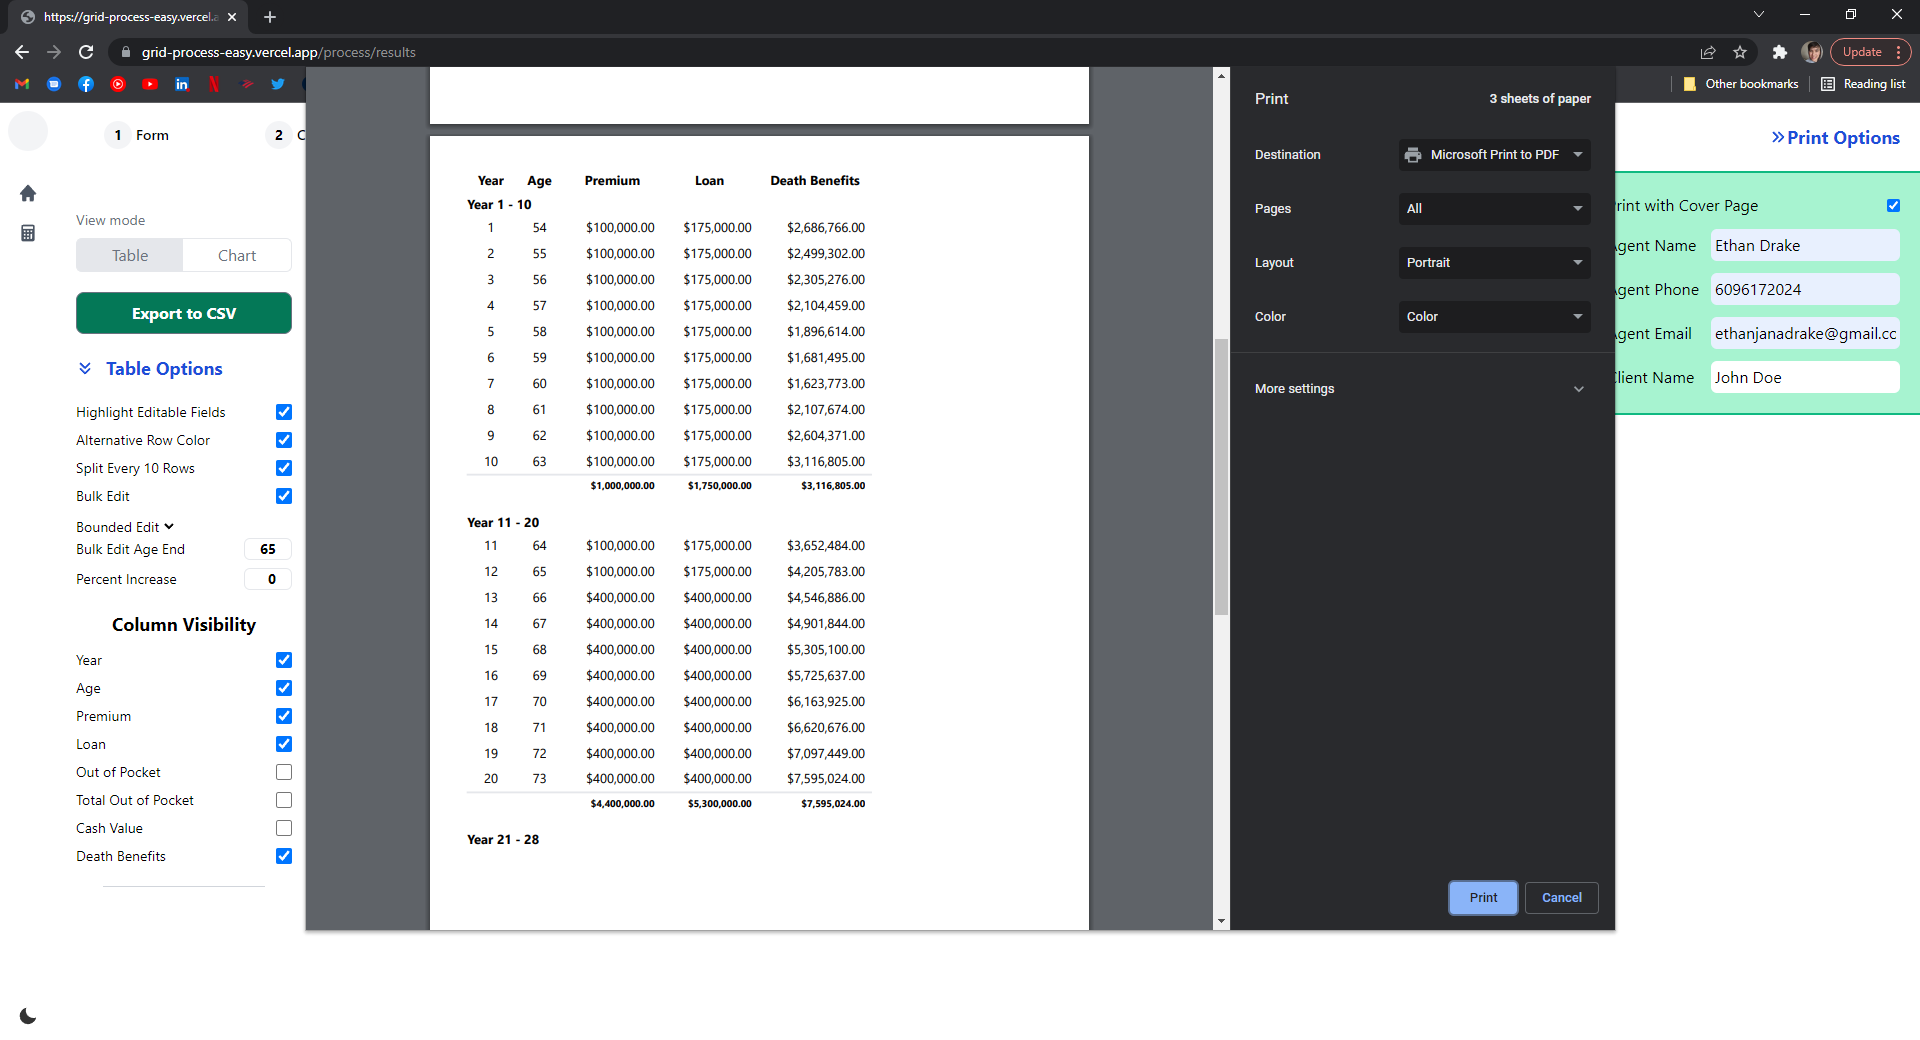 https://grid-process-easy.vercel.a
grid-process-easy.vercel.app/process/results
Update
Other bookmarks
Reading list
1 Form
2 C
View mode
Table Chart
Export to CSV
Table Options
Highlight Editable Fields
Alternative Row Color
Split Every 10 Rows
Bulk Edit
Bounded Edit
Bulk Edit Age End 65
Percent Increase 0
Column Visibility
Year
Age
Premium
Loan
Out of Pocket
Total Out of Pocket
Cash Value
Death Benefits
Year Age Premium Loan Death Benefits
Year 1 - 10
1 54 $100,000.00 $175,000.00 $2,686,766.00
2 55 $100,000.00 $175,000.00 $2,499,302.00
3 56 $100,000.00 $175,000.00 $2,305,276.00
4 57 $100,000.00 $175,000.00 $2,104,459.00
5 58 $100,000.00 $175,000.00 $1,896,614.00
6 59 $100,000.00 $175,000.00 $1,681,495.00
7 60 $100,000.00 $175,000.00 $1,623,773.00
8 61 $100,000.00 $175,000.00 $2,107,674.00
9 62 $100,000.00 $175,000.00 $2,604,371.00
10 63 $100,000.00 $175,000.00 $3,116,805.00
$1,000,000.00 $1,750,000.00 $3,116,805.00
Year 11 - 20
11 64 $100,000.00 $175,000.00 $3,652,484.00
12 65 $100,000.00 $175,000.00 $4,205,783.00
13 66 $400,000.00 $400,000.00 $4,546,886.00
14 67 $400,000.00 $400,000.00 $4,901,844.00
15 68 $400,000.00 $400,000.00 $5,305,100.00
16 69 $400,000.00 $400,000.00 $5,725,637.00
17 70 $400,000.00 $400,000.00 $6,163,925.00
18 71 $400,000.00 $400,000.00 $6,620,676.00
19 72 $400,000.00 $400,000.00 $7,097,449.00
20 73 $400,000.00 $400,000.00 $7,595,024.00
$4,400,000.00 $5,300,000.00 $7,595,024.00
Year 21 - 28
Print 3 sheets of paper
Destination Microsoft Print to PDF
Pages All
Layout Portrait
Color Color
More settings
Print Cancel
Print Options
rint with Cover Page
gent Name Ethan Drake
gent Phone 6096172024
gent Email ethanjanadrake@gmail.cc
lient Name John Doe